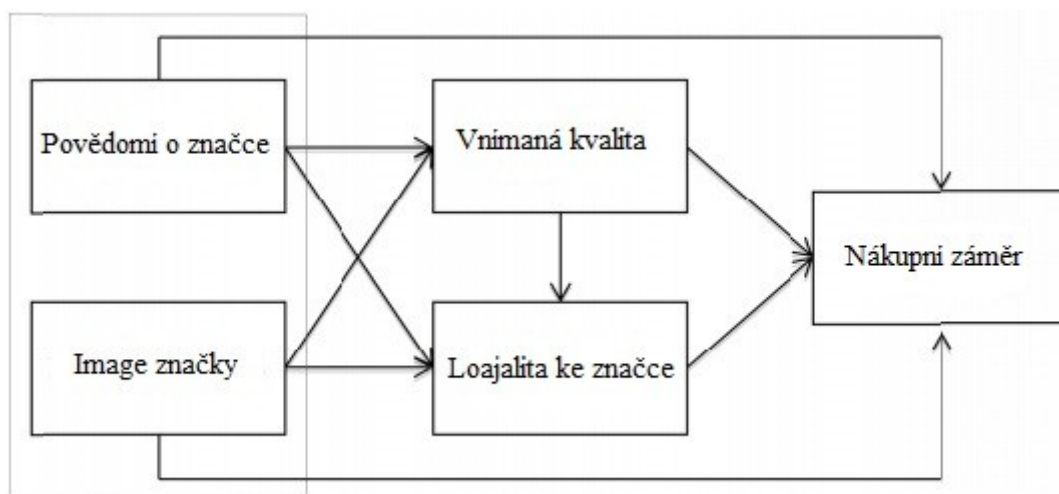 Povědomí o značce
Vnímaná kvalita
Nákupní záměr
Image značky
Loajalita ke značce